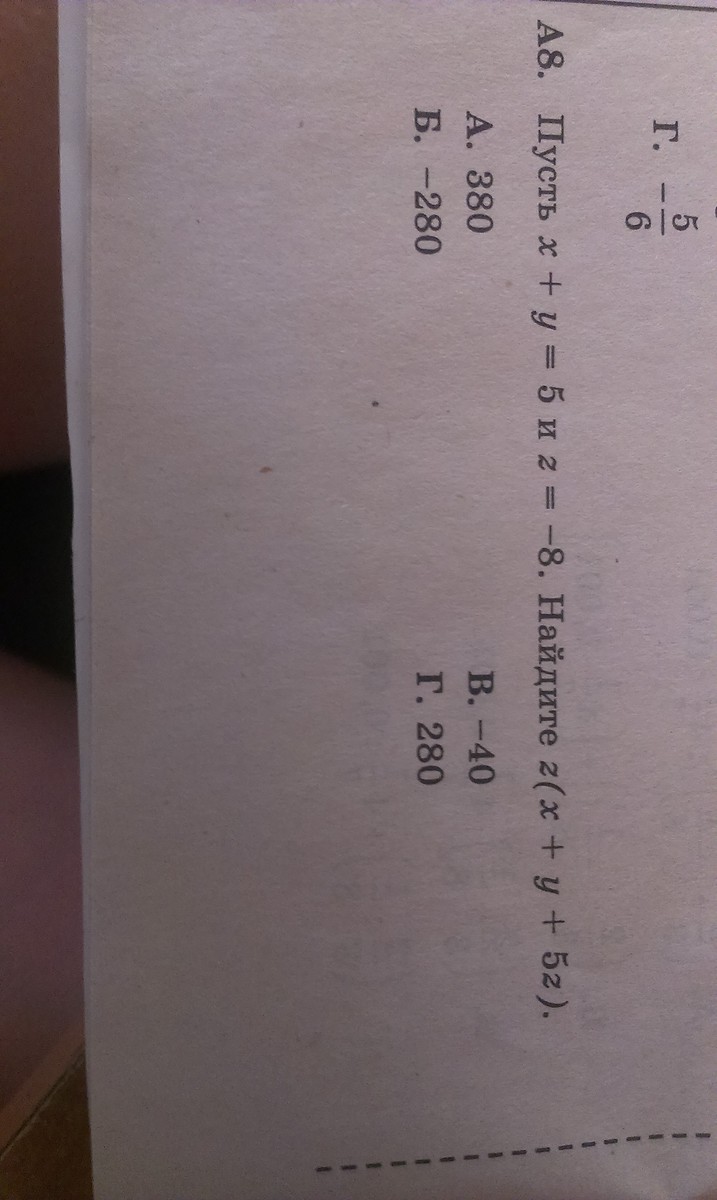 Г. -5/6
А8. Пусть x + y = 5 и z = -8. Найдите z(x + y + 5z).
А. 380 В. -40
Б. -280 Г. 280